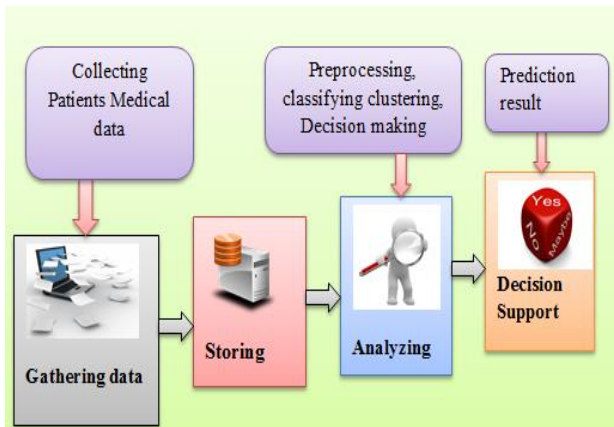 Collecting
Patients Medical
data
Preprocessing,
classifying clustering,
Decision making
Prediction
result
Gathering data
Storing
Analyzing
Yes
No
Maybe
Decision
Support